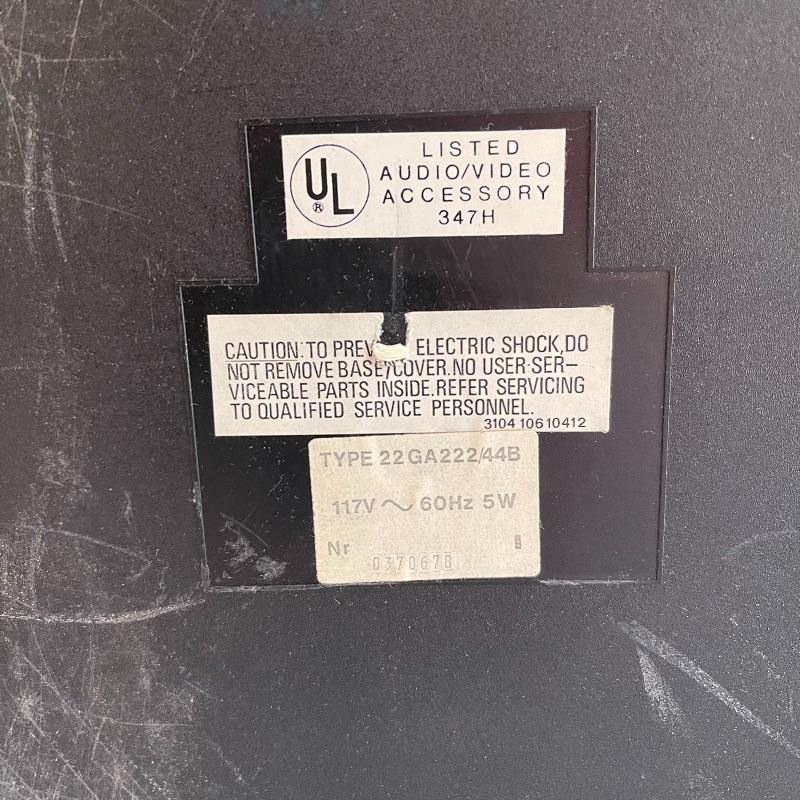 UL
®
LISTED
AUDIO/VIDEO
ACCESSORY
347H
CAUTION: TO PREV ELECTRIC SHOCK, DO
NOT REMOVE BASE/COVER. NO USER-SER-
VICEABLE PARTS INSIDE. REFER SERVICING
TO QUALIFIED SERVICE PERSONNEL.
3104 106 10412
TYPE 22GA222/44B
117V ~ 60Hz 5W
Nr
0370678